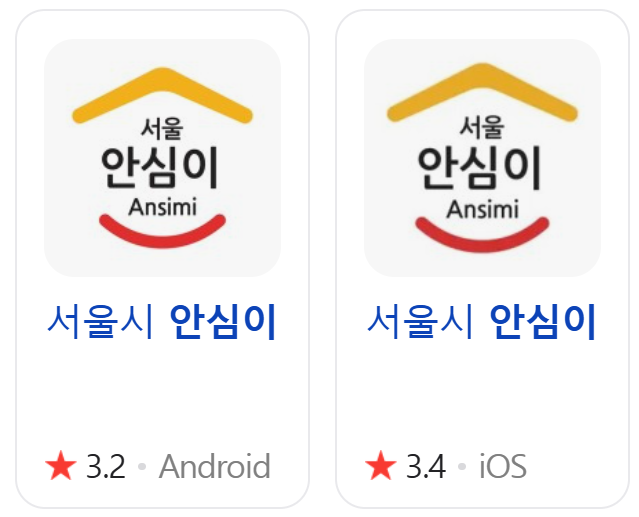 서울
안심이
Ansimi
서울시 안심이
★ 3.2 • Android
서울
안심이
Ansimi
서울시 안심이
★ 3.4 • iOS